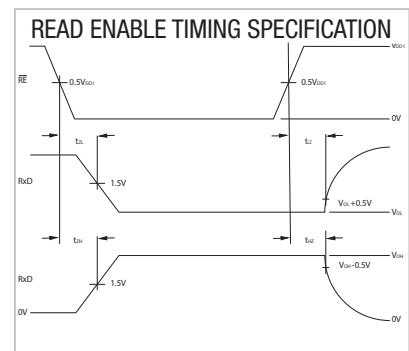 READ ENABLE TIMING SPECIFICATION
VDD1
RE
0.5VDD1
0.5VDD1
0V
tZL
tLZ
RxD
1.5V
VOL+0.5V
VOL
tZH
tHZ
VOH
RxD
1.5V
VOH-0.5V
0V
0V